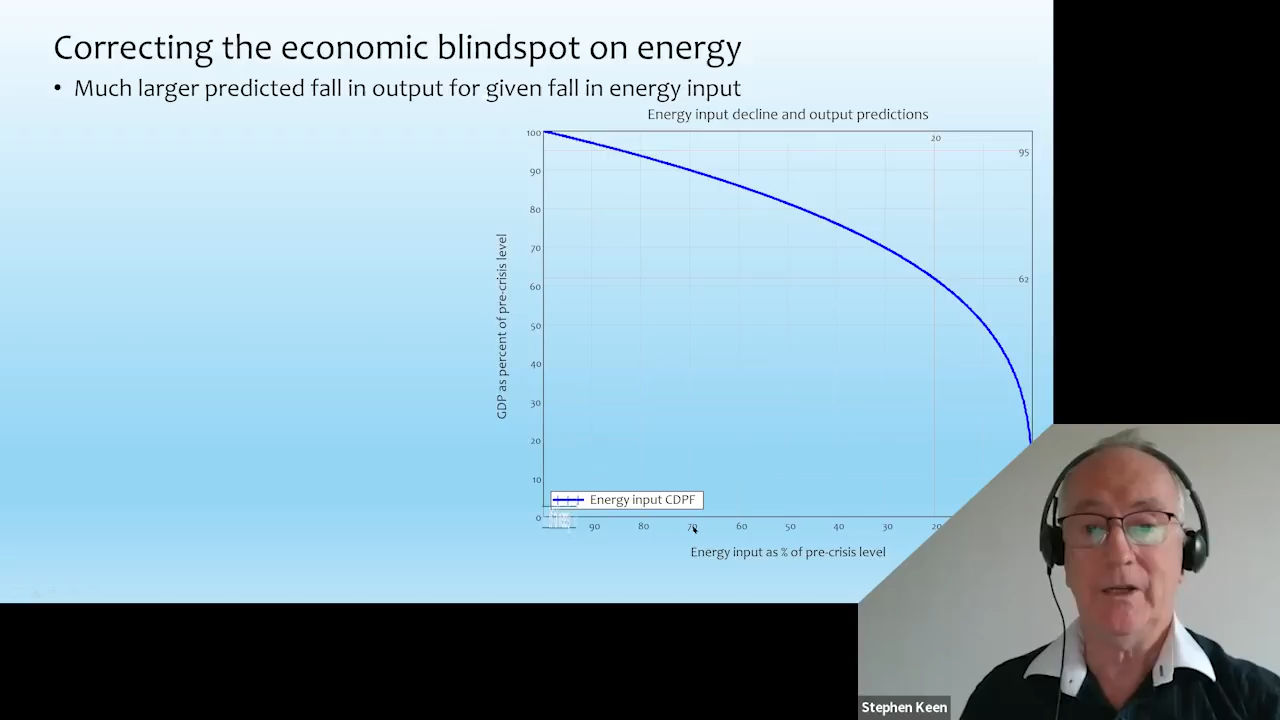 Correcting the economic blindspot on energy
• Much larger predicted fall in output for given fall in energy input
Energy input decline and output predictions
100
90
80
70
60
50
40
30
20
10
0
20
95
62
GDP as percent of pre-crisis level
Energy input CDPF
90 80 70 60 50 40 30 20
Energy input as % of pre-crisis level
Stephen Keen